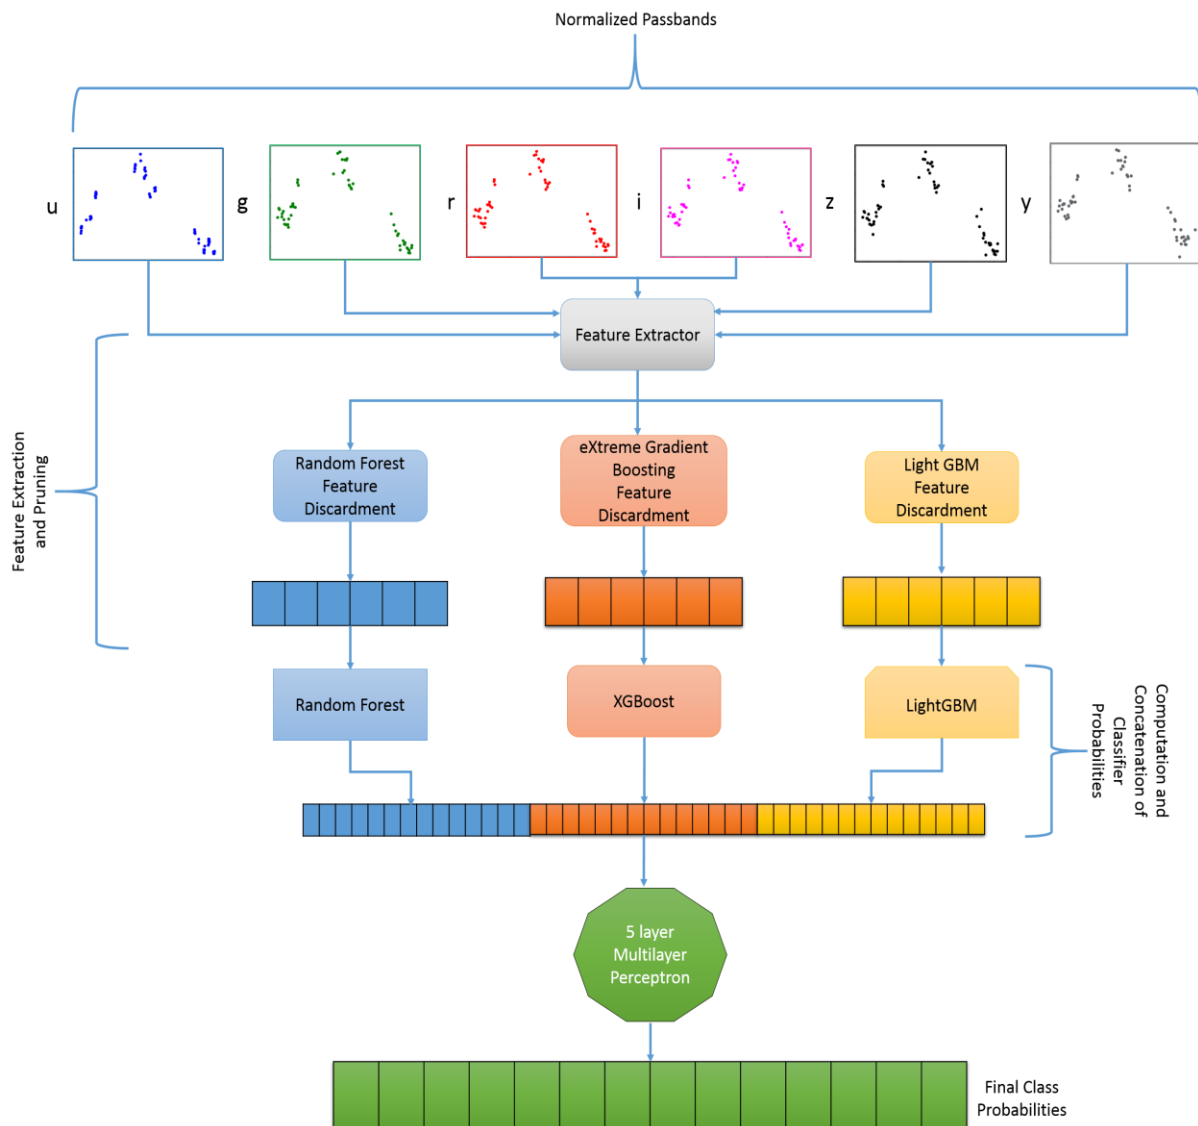 Normalized Passbands
u
g
r
i
z
y
Feature Extractor
Feature Extraction
and Pruning
Random Forest
Feature
Discardment
eXtreme Gradient
Boosting
Feature
Discardment
Light GBM
Feature
Discardment
Random Forest
XGBoost
LightGBM
Computation and
Concatenation of
Classifier
Probabilities
5 layer
Multilayer
Perceptron
Final Class
Probabilities